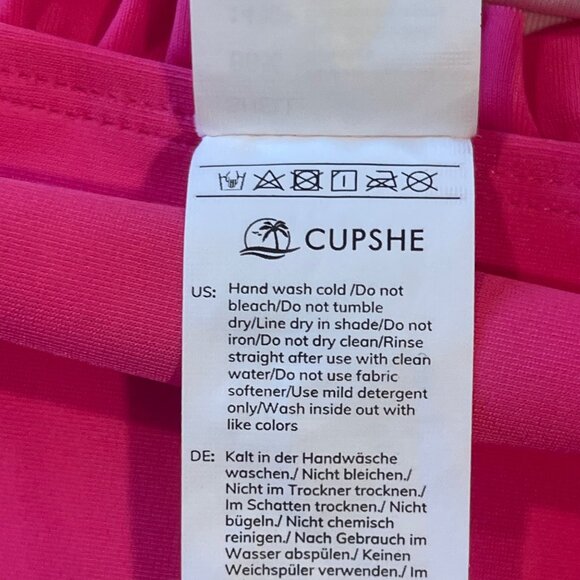 CUPSHE
US: Hand wash cold /Do not
bleach/Do not tumble
dry/Line dry in shade/Do not
iron/Do not dry clean/Rinse
straight after use with clean
water/Do not use fabric
softener/Use mild detergent
only/Wash inside out with
like colors
DE: Kalt in der Handwäsche
waschen./ Nicht bleichen./
Nicht im Trockner trocknen./
Im Schatten trocknen./ Nicht
bügeln./ Nicht chemisch
reinigen./ Nach Gebrauch im
Wasser abspülen./ Keinen
Weichspüler verwenden./ Im